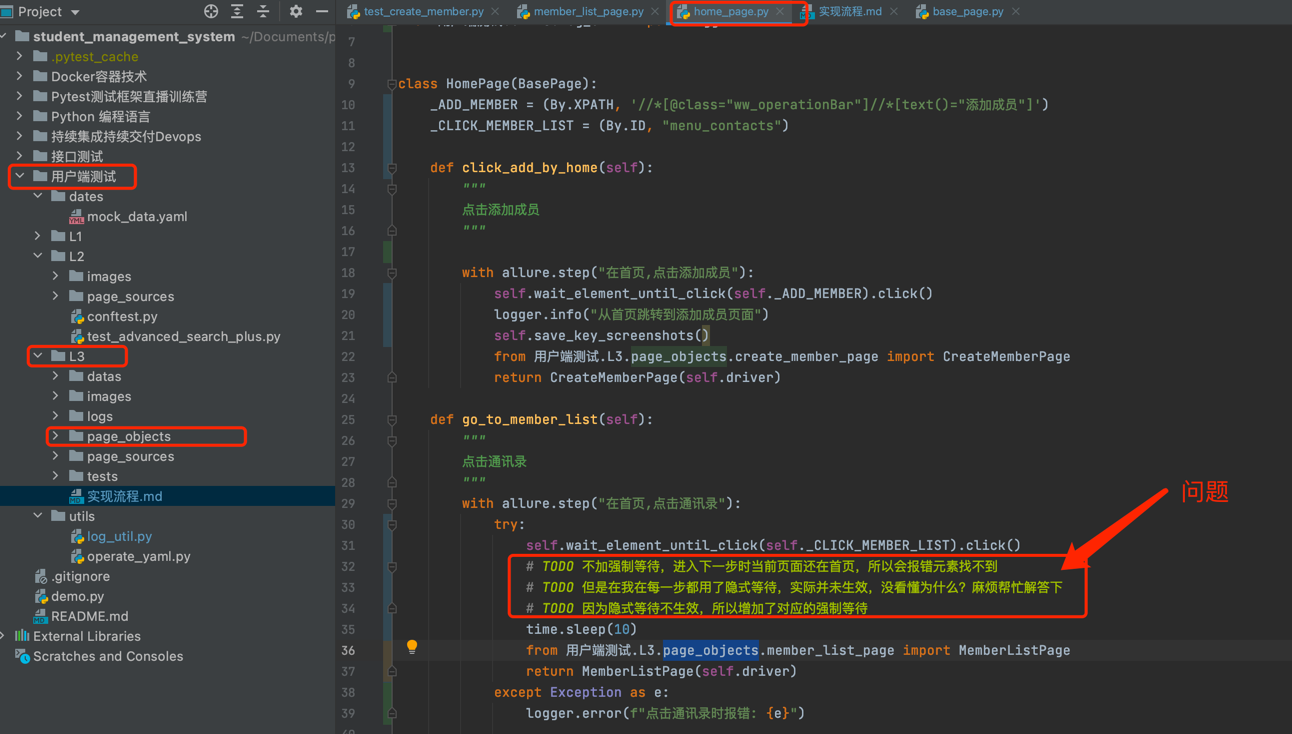 Project
student_management_system ~/Documents/p
.pytest_cache
Docker容器技术
Pytest测试框架直播训练营
Python 编程语言
持续集成持续交付Devops
接口测试
用户端测试
dates
mock_data.yaml
L1
L2
images
page_sources
conftest.py
test_advanced_search_plus.py
L3
datas
images
logs
page_objects
page_sources
tests
实现流程.md
utils
log_util.py
operate_yaml.py
.gitignore
demo.py
README.md
External Libraries
Scratches and Consoles
test_create_member.py
member_list_page.py
home_page.py
实现流程.md
base_page.py
7
8
9 class HomePage(BasePage):
10 _ADD_MEMBER = (By.XPATH, '//*[@class="ww_operationBar"]//*[text()="添加成员"]')
11 _CLICK_MEMBER_LIST = (By.ID, "menu_contacts")
12
13 def click_add_by_home(self):
14 """
15 点击添加成员
16 """
17
18 with allure.step("在首页,点击添加成员"):
19 self.wait_element_until_click(self._ADD_MEMBER).click()
20 logger.info("从首页跳转到添加成员页面")
21 self.save_key_screenshots()
22 from 用户端测试.L3.page_objects.create_member_page import CreateMemberPage
23 return CreateMemberPage(self.driver)
24
25 def go_to_member_list(self):
26 """
27 点击通讯录
28 """
29 with allure.step("在首页,点击通讯录"):
30 try:
31 self.wait_element_until_click(self._CLICK_MEMBER_LIST).click()
32 # TODO 不加强制等待，进入下一步时当前页面还在首页，所以会报错元素找不到
33 # TODO 但是在我在每一步都用了隐式等待，实际并未生效，没看懂为什么？麻烦帮忙解答下
34 # TODO 因为隐式等待不生效，所以增加了对应的强制等待
35 time.sleep(10)
36 from 用户端测试.L3.page_objects.member_list_page import MemberListPage
37 return MemberListPage(self.driver)
38 except Exception as e:
39 logger.error(f"点击通讯录时报错: {e}")
问题